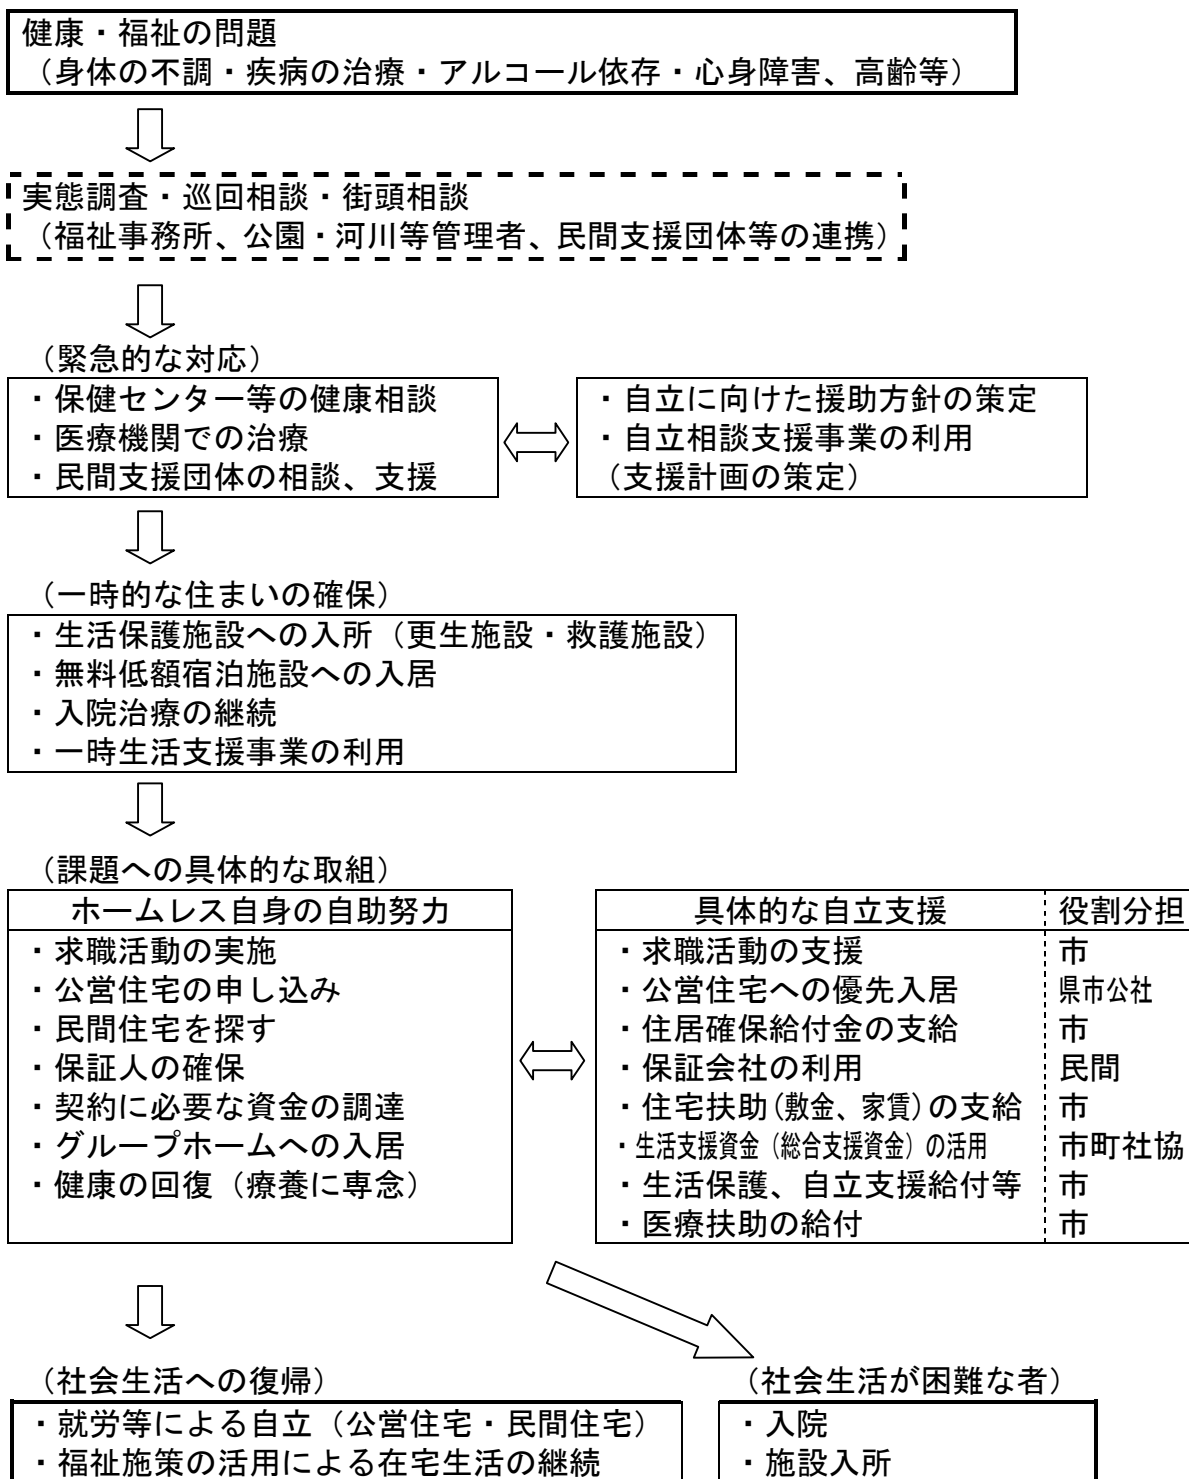 健康・福祉の問題
（身体の不調・疾病の治療・アルコール依存・心身障害、高齢等）
実態調査・巡回相談・街頭相談
（福祉事務所、公園・河川等管理者、民間支援団体等の連携）
（緊急的な対応）
・保健センター等の健康相談
・医療機関での治療
・民間支援団体の相談、支援
・自立に向けた援助方針の策定
・自立相談支援事業の利用
（支援計画の策定）
（一時的な住まいの確保）
・生活保護施設への入所（更生施設・救護施設）
・無料低額宿泊施設への入居
・入院治療の継続
・一時生活支援事業の利用
（課題への具体的な取組）
ホームレス自身の自助努力
・求職活動の実施
・公営住宅の申し込み
・民間住宅を探す
・保証人の確保
・契約に必要な資金の調達
・グループホームへの入居
・健康の回復（療養に専念）
具体的な自立支援 役割分担
・求職活動の支援 市
・公営住宅への優先入居 県市公社
・住居確保給付金の支給 市
・保証会社の利用 民間
・住宅扶助（敷金、家賃）の支給 市
・生活支援資金（総合支援資金）の活用 市町社協
・生活保護、自立支援給付等 市
・医療扶助の給付 市
（社会生活への復帰）
・就労等による自立（公営住宅・民間住宅）
・福祉施策の活用による在宅生活の継続
（社会生活が困難な者）
・入院
・施設入所